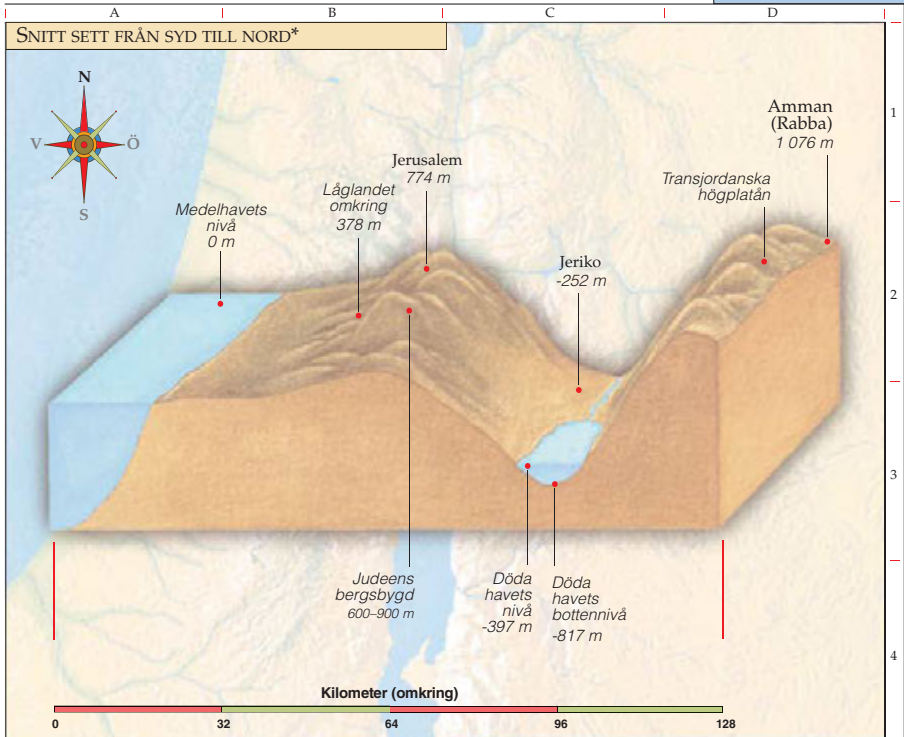 A B C D
SNITT SETT FRÅN SYD TILL NORD*
N
V Ö
S
1
2
3
4
Amman
(Rabba)
1 076 m
Jerusalem
774 m
Transjordanska
högplatån
Låglandet
omkring
378 m
Medelhavets
nivå
0 m
Jeriko
-252 m
Judeens
bergsbygd
600–900 m
Döda
havets
nivå
-397 m
Döda
havets
bottennivå
-817 m
Kilometer (omkring)
0 32 64 96 128